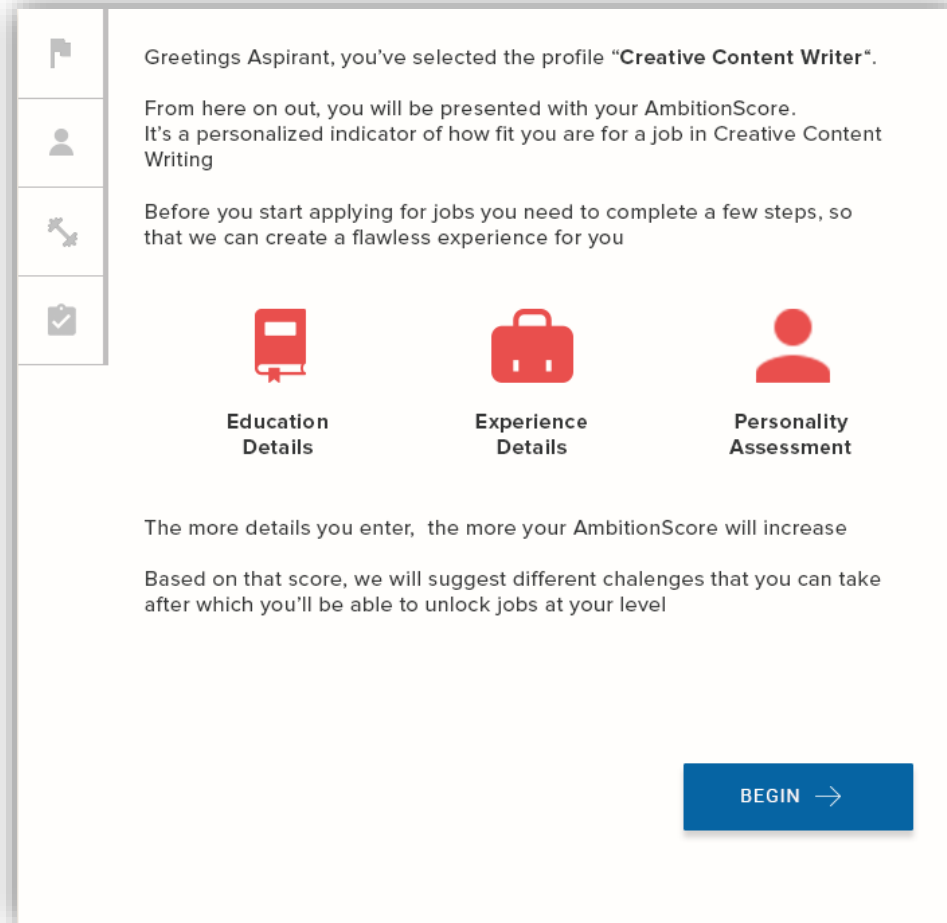 Greetings Aspirant, you’ve selected the profile “Creative Content Writer“.
From here on out, you will be presented with your AmbitionScore.
It’s a personalized indicator of how fit you are for a job in Creative Content
Writing
Before you start applying for jobs you need to complete a few steps, so
that we can create a flawless experience for you
Education
Details
Experience
Details
Personality
Assessment
The more details you enter,  the more your AmbitionScore will increase
Based on that score, we will suggest different chalenges that you can take
after which you’ll be able to unlock jobs at your level
BEGIN